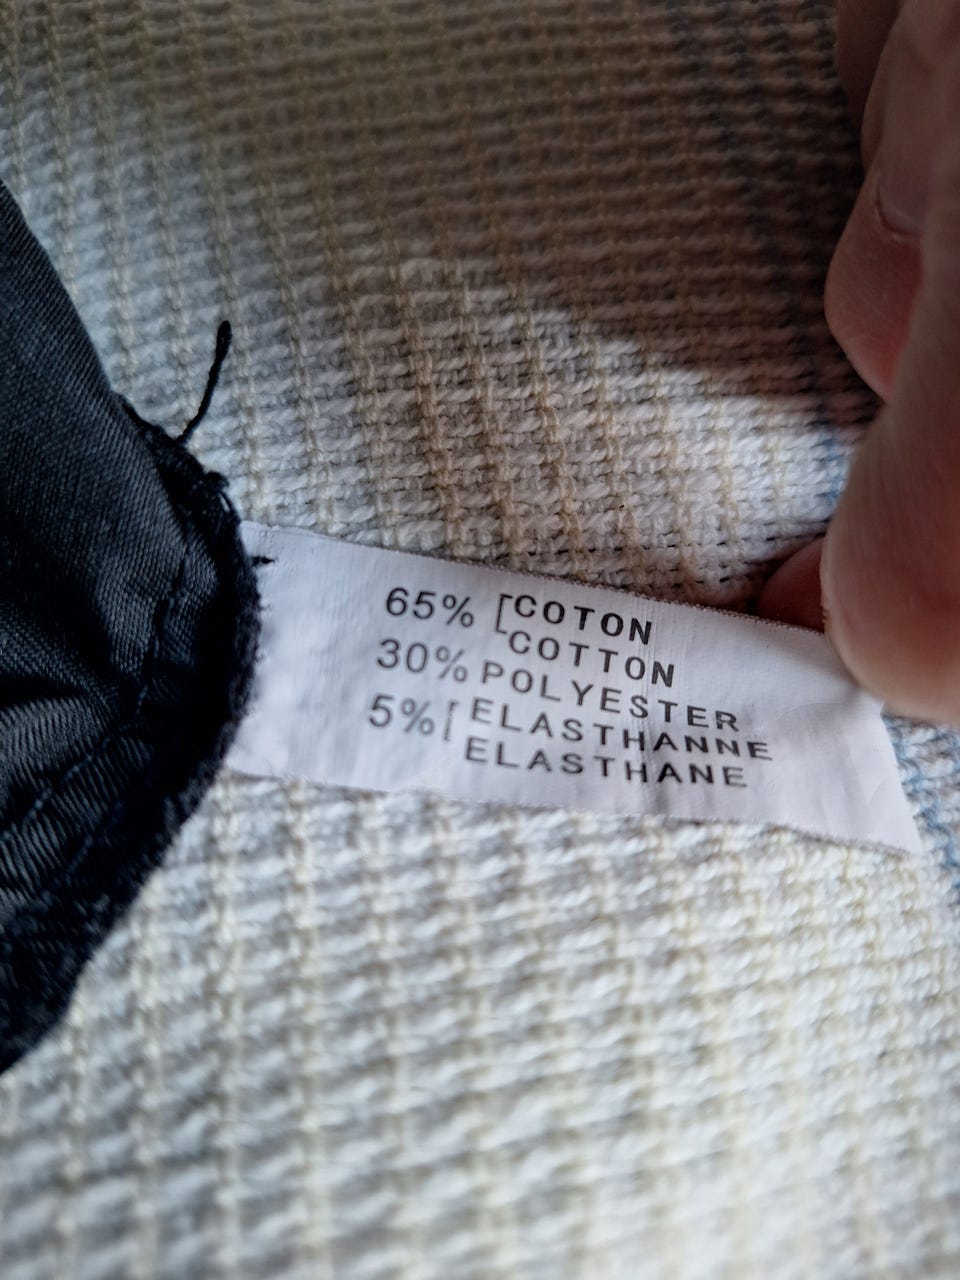 65% [COTON
COTTON
30% POLYESTER
5% [ELASTHANNE
ELASTHANE